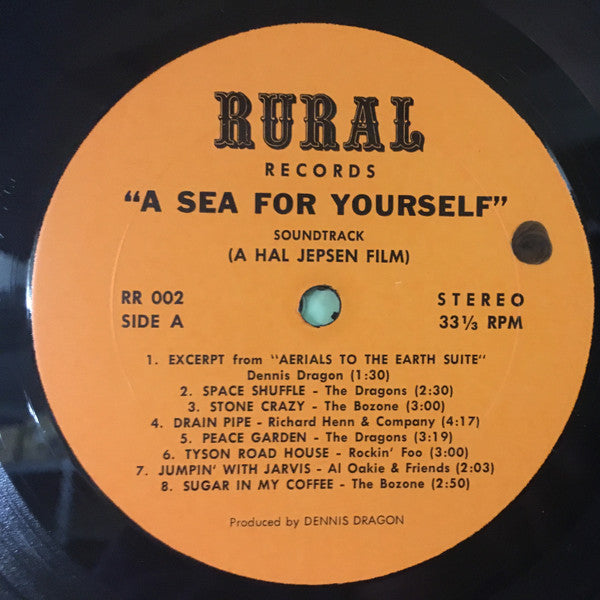 RURAL
RECORDS
"A SEA FOR YOURSELF"
SOUNDTRACK
(A HAL JEPSEN FILM)
RR 002
SIDE A
STEREO
33⅓ RPM
1. EXCERPT from "AERIALS TO THE EARTH SUITE"
Dennis Dragon (1:30)
2. SPACE SHUFFLE - The Dragons (2:30)
3. STONE CRAZY - The Bozone (3:00)
4. DRAIN PIPE - Richard Henn & Company (4:17)
5. PEACE GARDEN - The Dragons (3:19)
6. TYSON ROAD HOUSE - Rockin' Foo (3:00)
7. JUMPIN' WITH JARVIS - Al Oakie & Friends (2:03)
8. SUGAR IN MY COFFEE - The Bozone (2:50)
Produced by DENNIS DRAGON